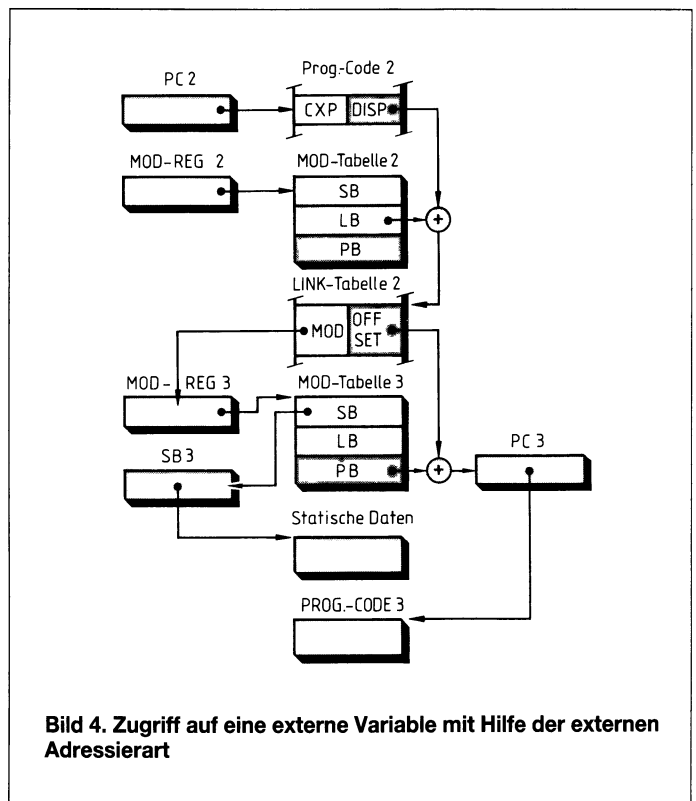 Prog.-Code 2
PC 2
CXP DISP
MOD-REG 2
MOD-Tabelle 2
SB
LB
+
PB
LINK-Tabelle 2
MOD OFF SET
MOD- REG 3
MOD-Tabelle 3
SB
LB
SB 3
PB
+
PC 3
Statische Daten
PROG.-CODE 3
Bild 4. Zugriff auf eine externe Variable mit Hilfe der externen
Adressierart